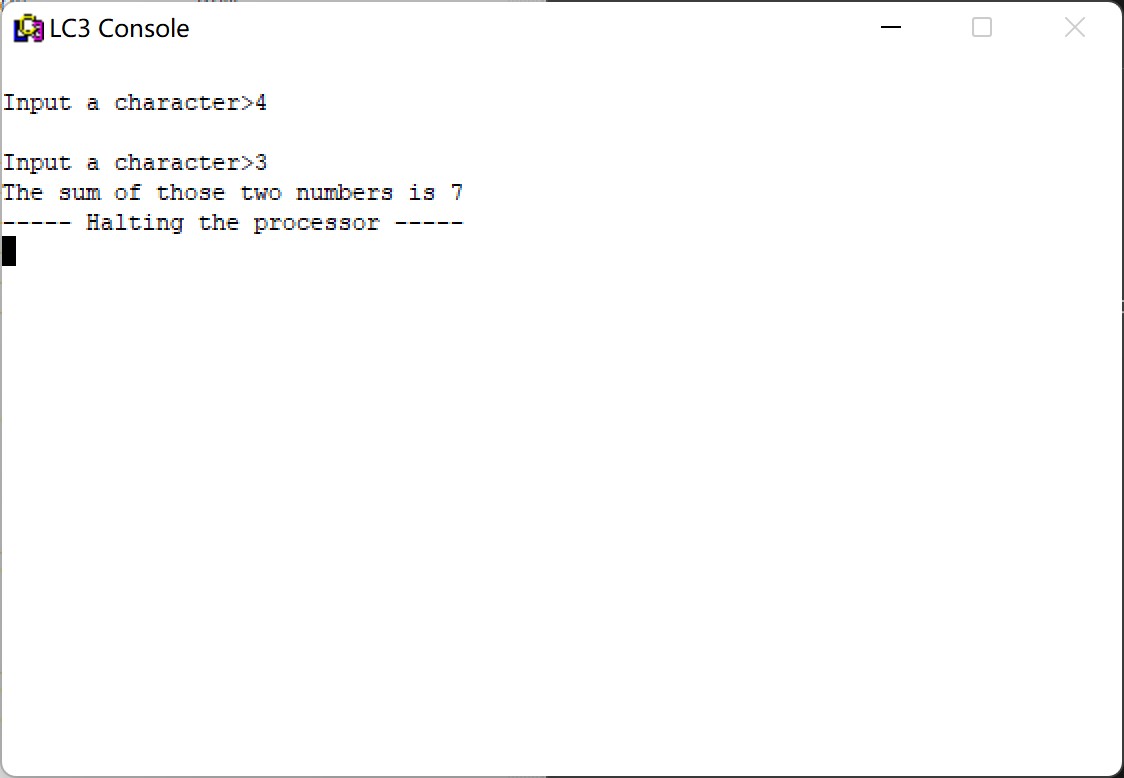 LC3 Console
Input a character>4
Input a character>3
The sum of those two numbers is 7
----- Halting the processor -----